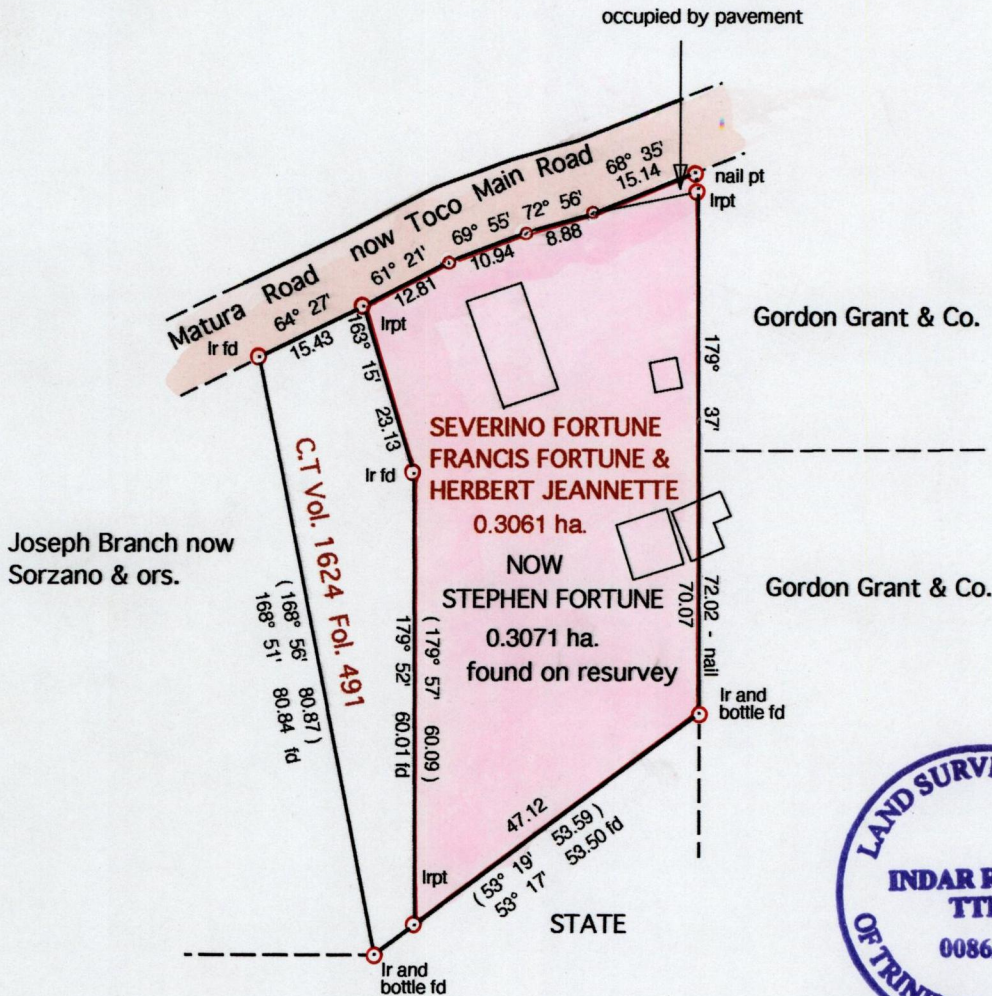 occupied by pavement
Matura Road now Toco Main Road
64° 27'
15.43
61° 21'
12.81
69° 55'
10.94
72° 56'
8.88
68° 35'
15.14
nail pt
Irpt
Ir fd
Irpt
163° 15' 23.13
Ir fd
Gordon Grant & Co.
179° 37'
SEVERINO FORTUNE
FRANCIS FORTUNE &
HERBERT JEANNETTE
0.3061 ha.
NOW
STEPHEN FORTUNE
0.3071 ha.
found on resurvey
C.T Vol. 1624 Fol. 491
Joseph Branch now
Sorzano & ors.
( 168° 56' 80.87 )
168° 51' 80.84 fd
( 179° 57' 60.09 )
179° 52' 60.01 fd
72.02 - nail
70.07
Gordon Grant & Co.
Ir and
bottle fd
47.12
( 53° 19' 53.59 )
53° 17' 53.50 fd
Irpt
STATE
Ir and
bottle fd
LAND
INDAR
0086
OF